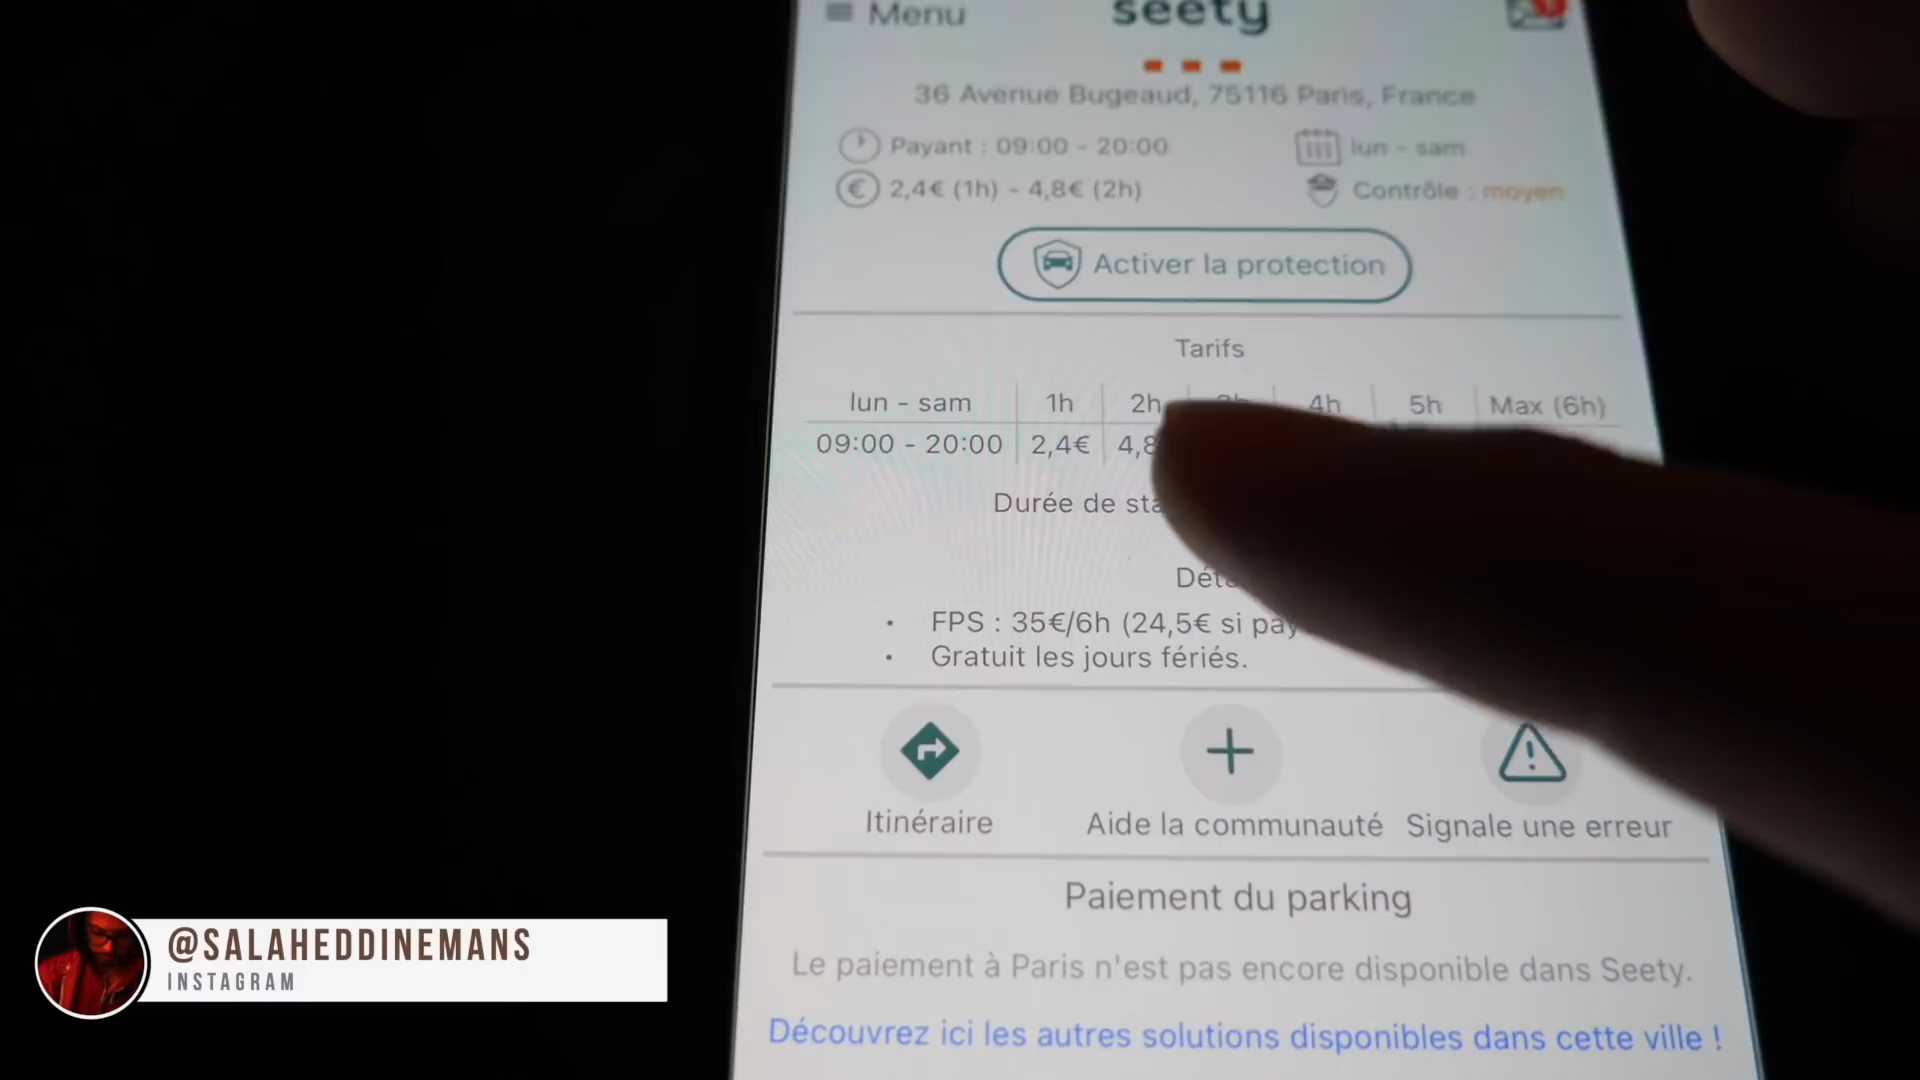 Menu
seety
36 Avenue Bugeaud, 75116 Paris, France
Payant : 09:00 - 20:00
lun - sam
2,4€ (1h) - 4,8€ (2h)
Contrôle : moyen
Activer la protection
Tarifs
lun - sam 1h 2h 4h 5h Max (6h)
09:00 - 20:00 2,4€ 4,8
Durée de
FPS : 35€/6h (24,5€ si
Gratuit les jours fériés.
Itinéraire
Aide la communauté
Signale une erreur
Paiement du parking
Le paiement à Paris n'est pas encore disponible dans Seety.
Découvrez ici les autres solutions disponibles dans cette ville !
@SALAHEDDINEMANS
INSTAGRAM